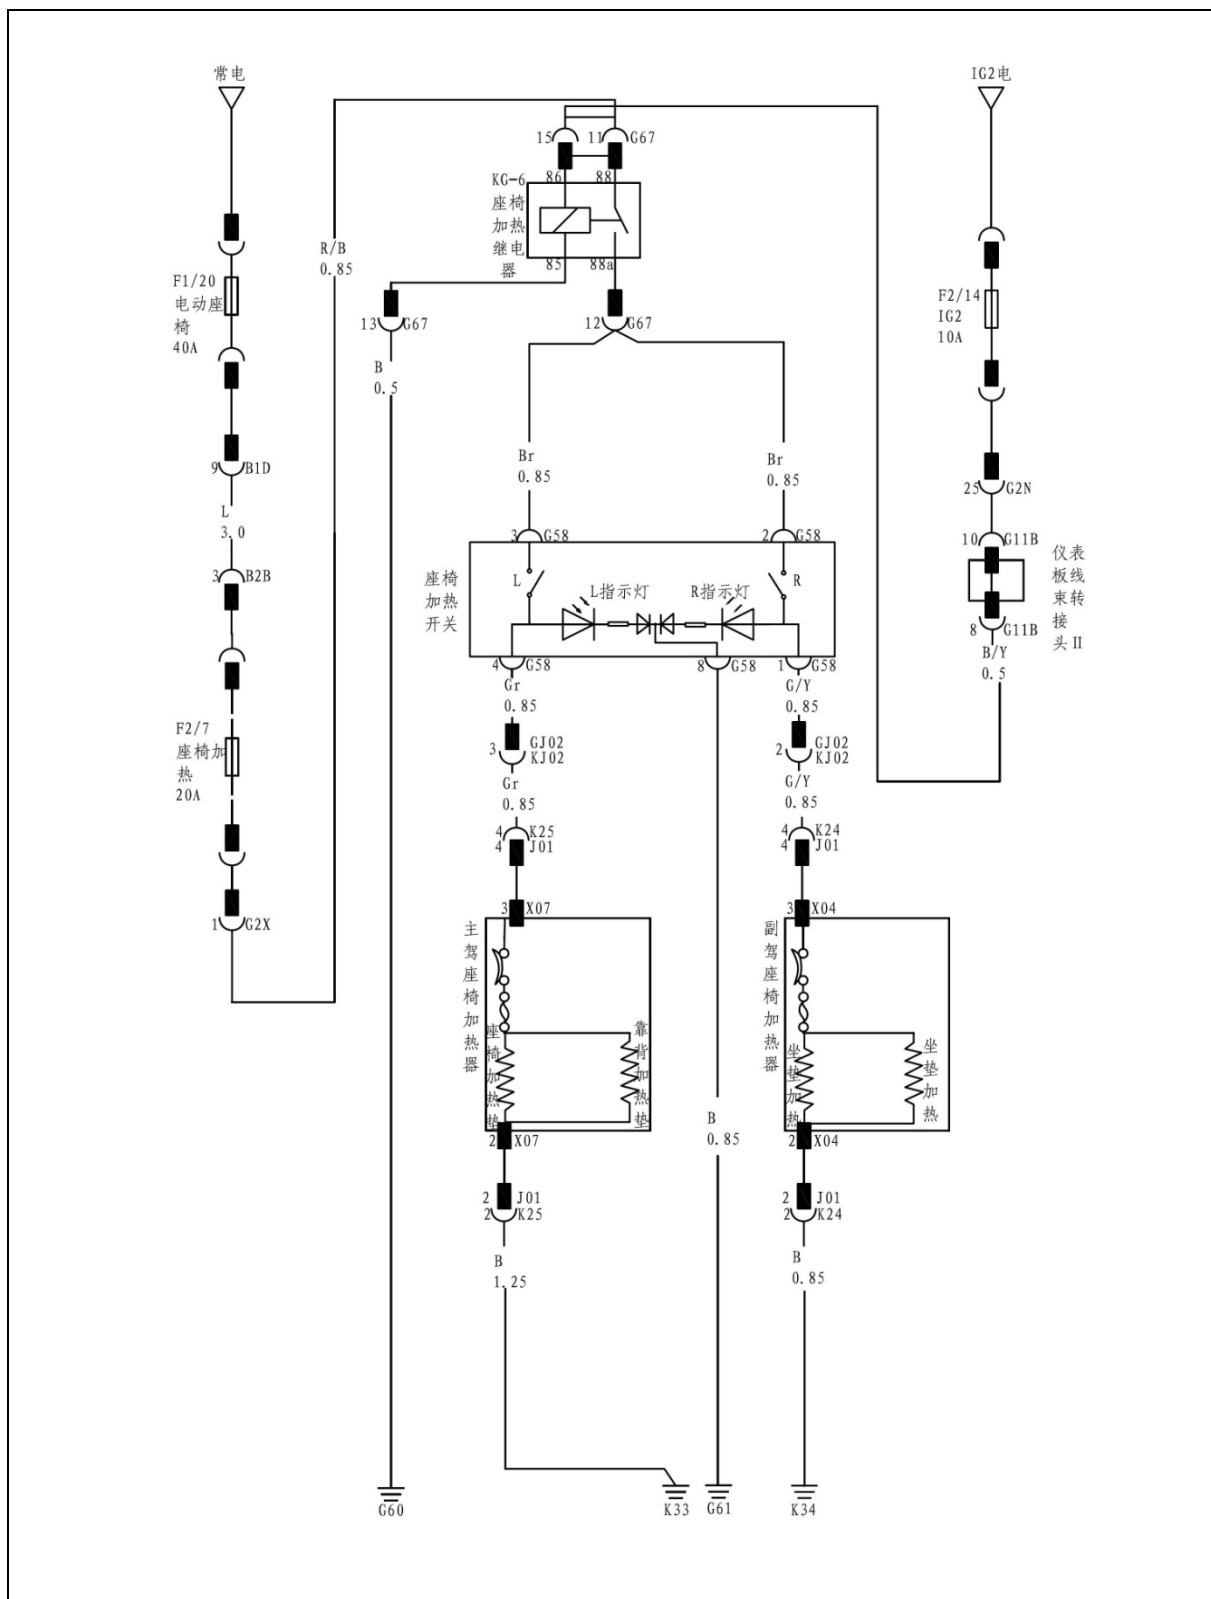 常电
IG2电
15
11
G67
KG-6
座椅
加热
继电
器
86
88
85
88a
R/B
0.85
F1/20
电动座
椅
40A
13
G67
12
G67
F2/14
IG2
10A
B
0.5
9
B1D
Br
0.85
Br
0.85
25
G2N
L
3.0
3
G58
2
G58
10
G11B
仪表
板线
束转
接
头II
3
B2B
座椅
加热
开关
L
R
L指示灯
R指示灯
8
G11B
4
G58
8
G58
1
G58
B/Y
0.5
Gr
0.85
G/Y
0.85
F2/7
座椅加
热
20A
3
GJ02
KJ02
2
GJ02
KJ02
Gr
0.85
G/Y
0.85
4
K25
4
J01
4
K24
4
J01
1
G2X
3
X07
3
X04
主驾座椅加热器
座椅加热垫
靠背加热垫
副驾座椅加热器
坐垫加热
坐垫加热
2
X07
2
X04
B
0.85
2
J01
2
K25
2
J01
2
K24
B
1.25
B
0.85
G60
K33
G61
K34